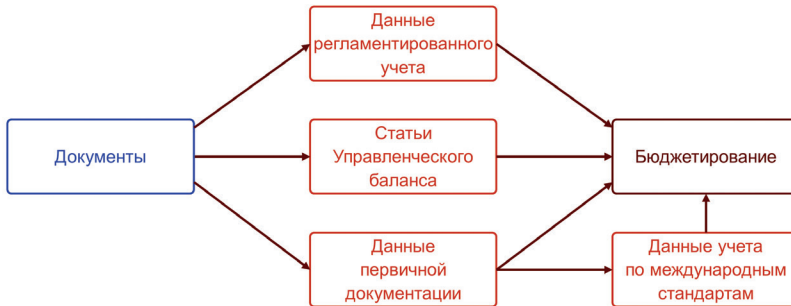 Данные
регламентированного
учета
Документы
Статьи
Управленческого
баланса
Бюджетирование
Данные
первичной
документации
Данные учета
по международным
стандартам